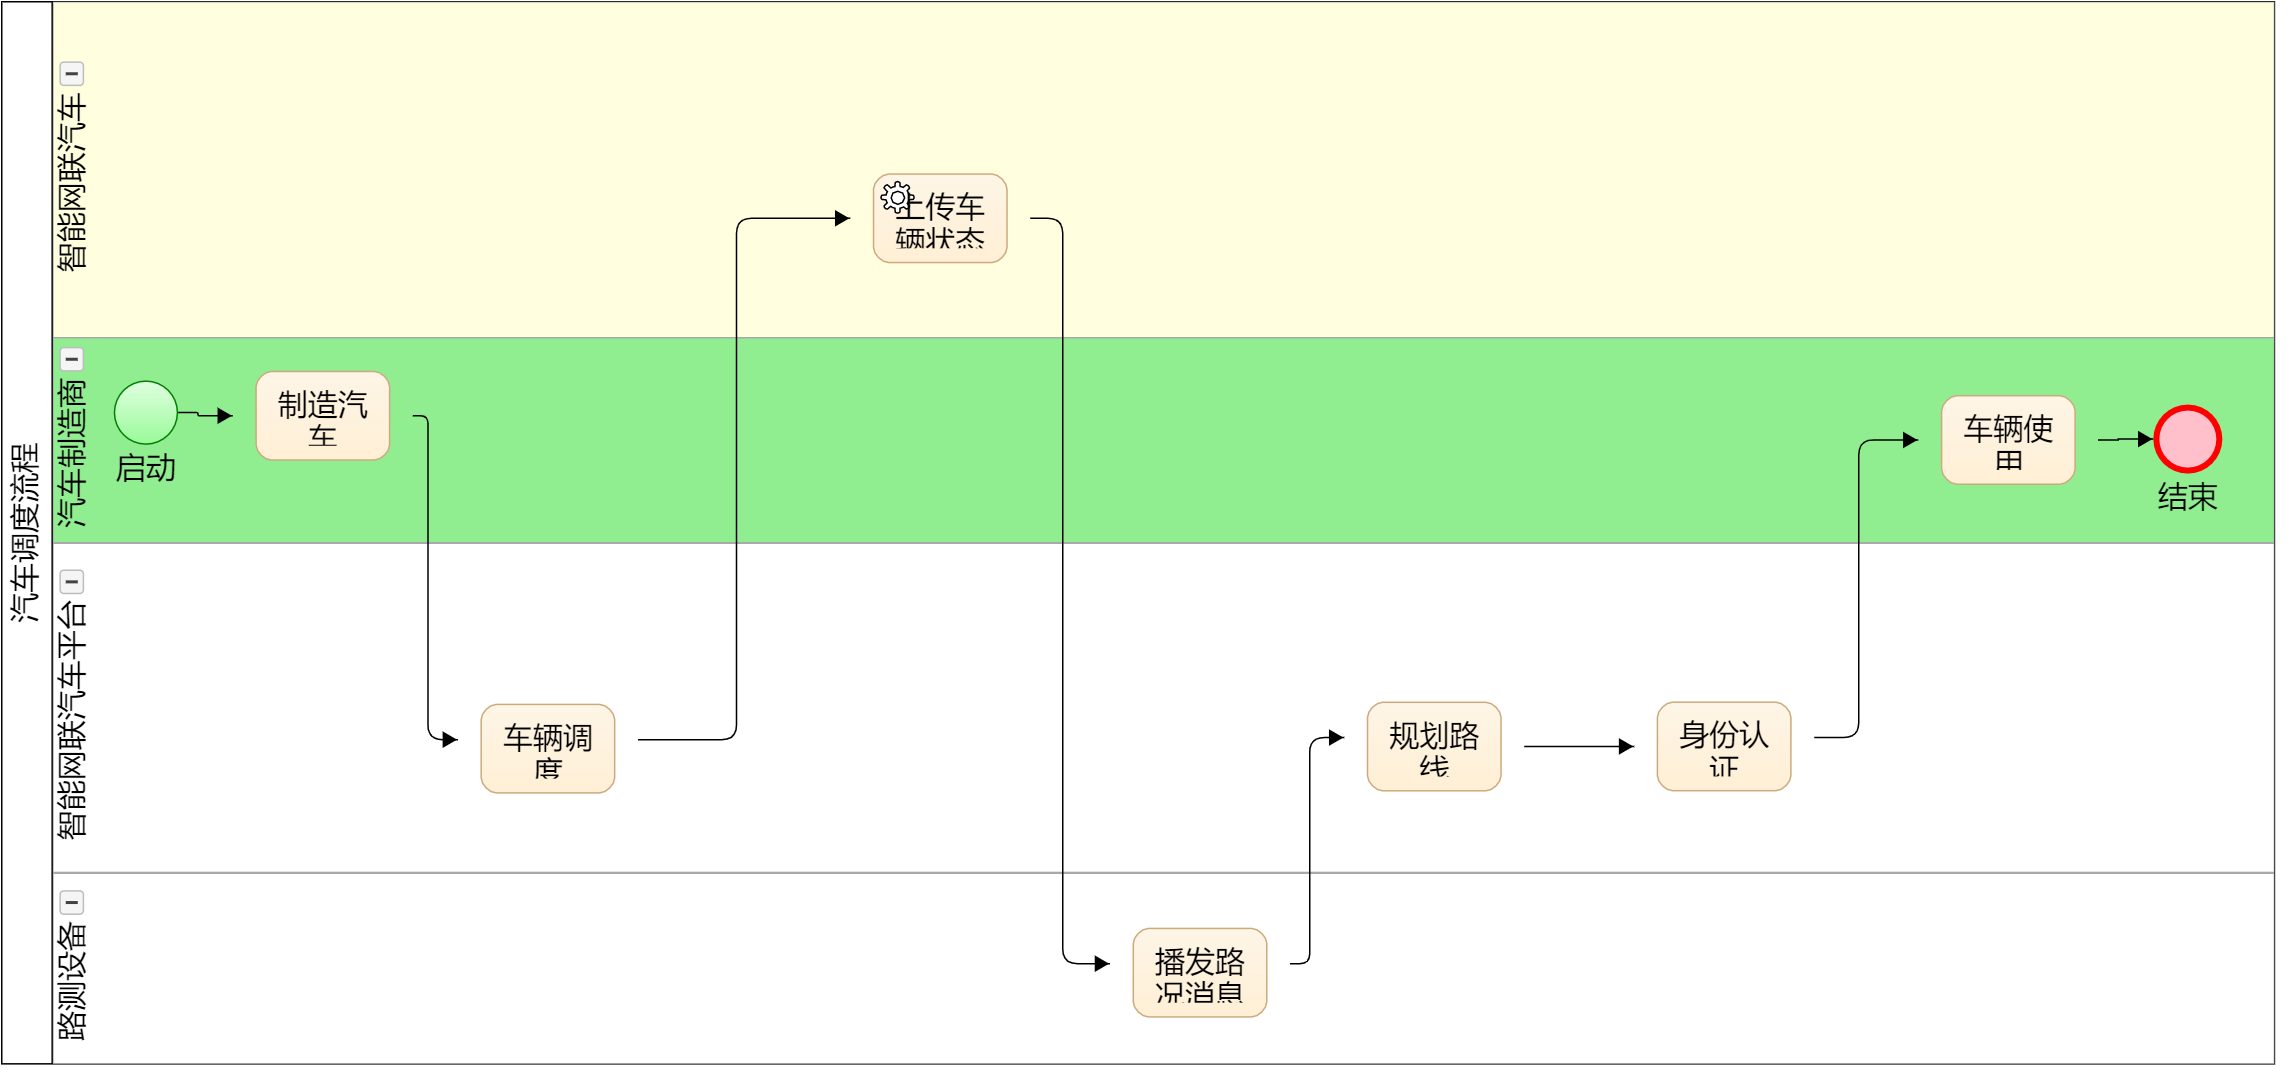 汽车调度流程
智能网联汽车
上传车
辆状态
汽车制造商
启动
制造汽
车
车辆使
用
结束
智能网联汽车平台
车辆调
度
规划路
线
身份认
证
路测设备
播发路
况消息